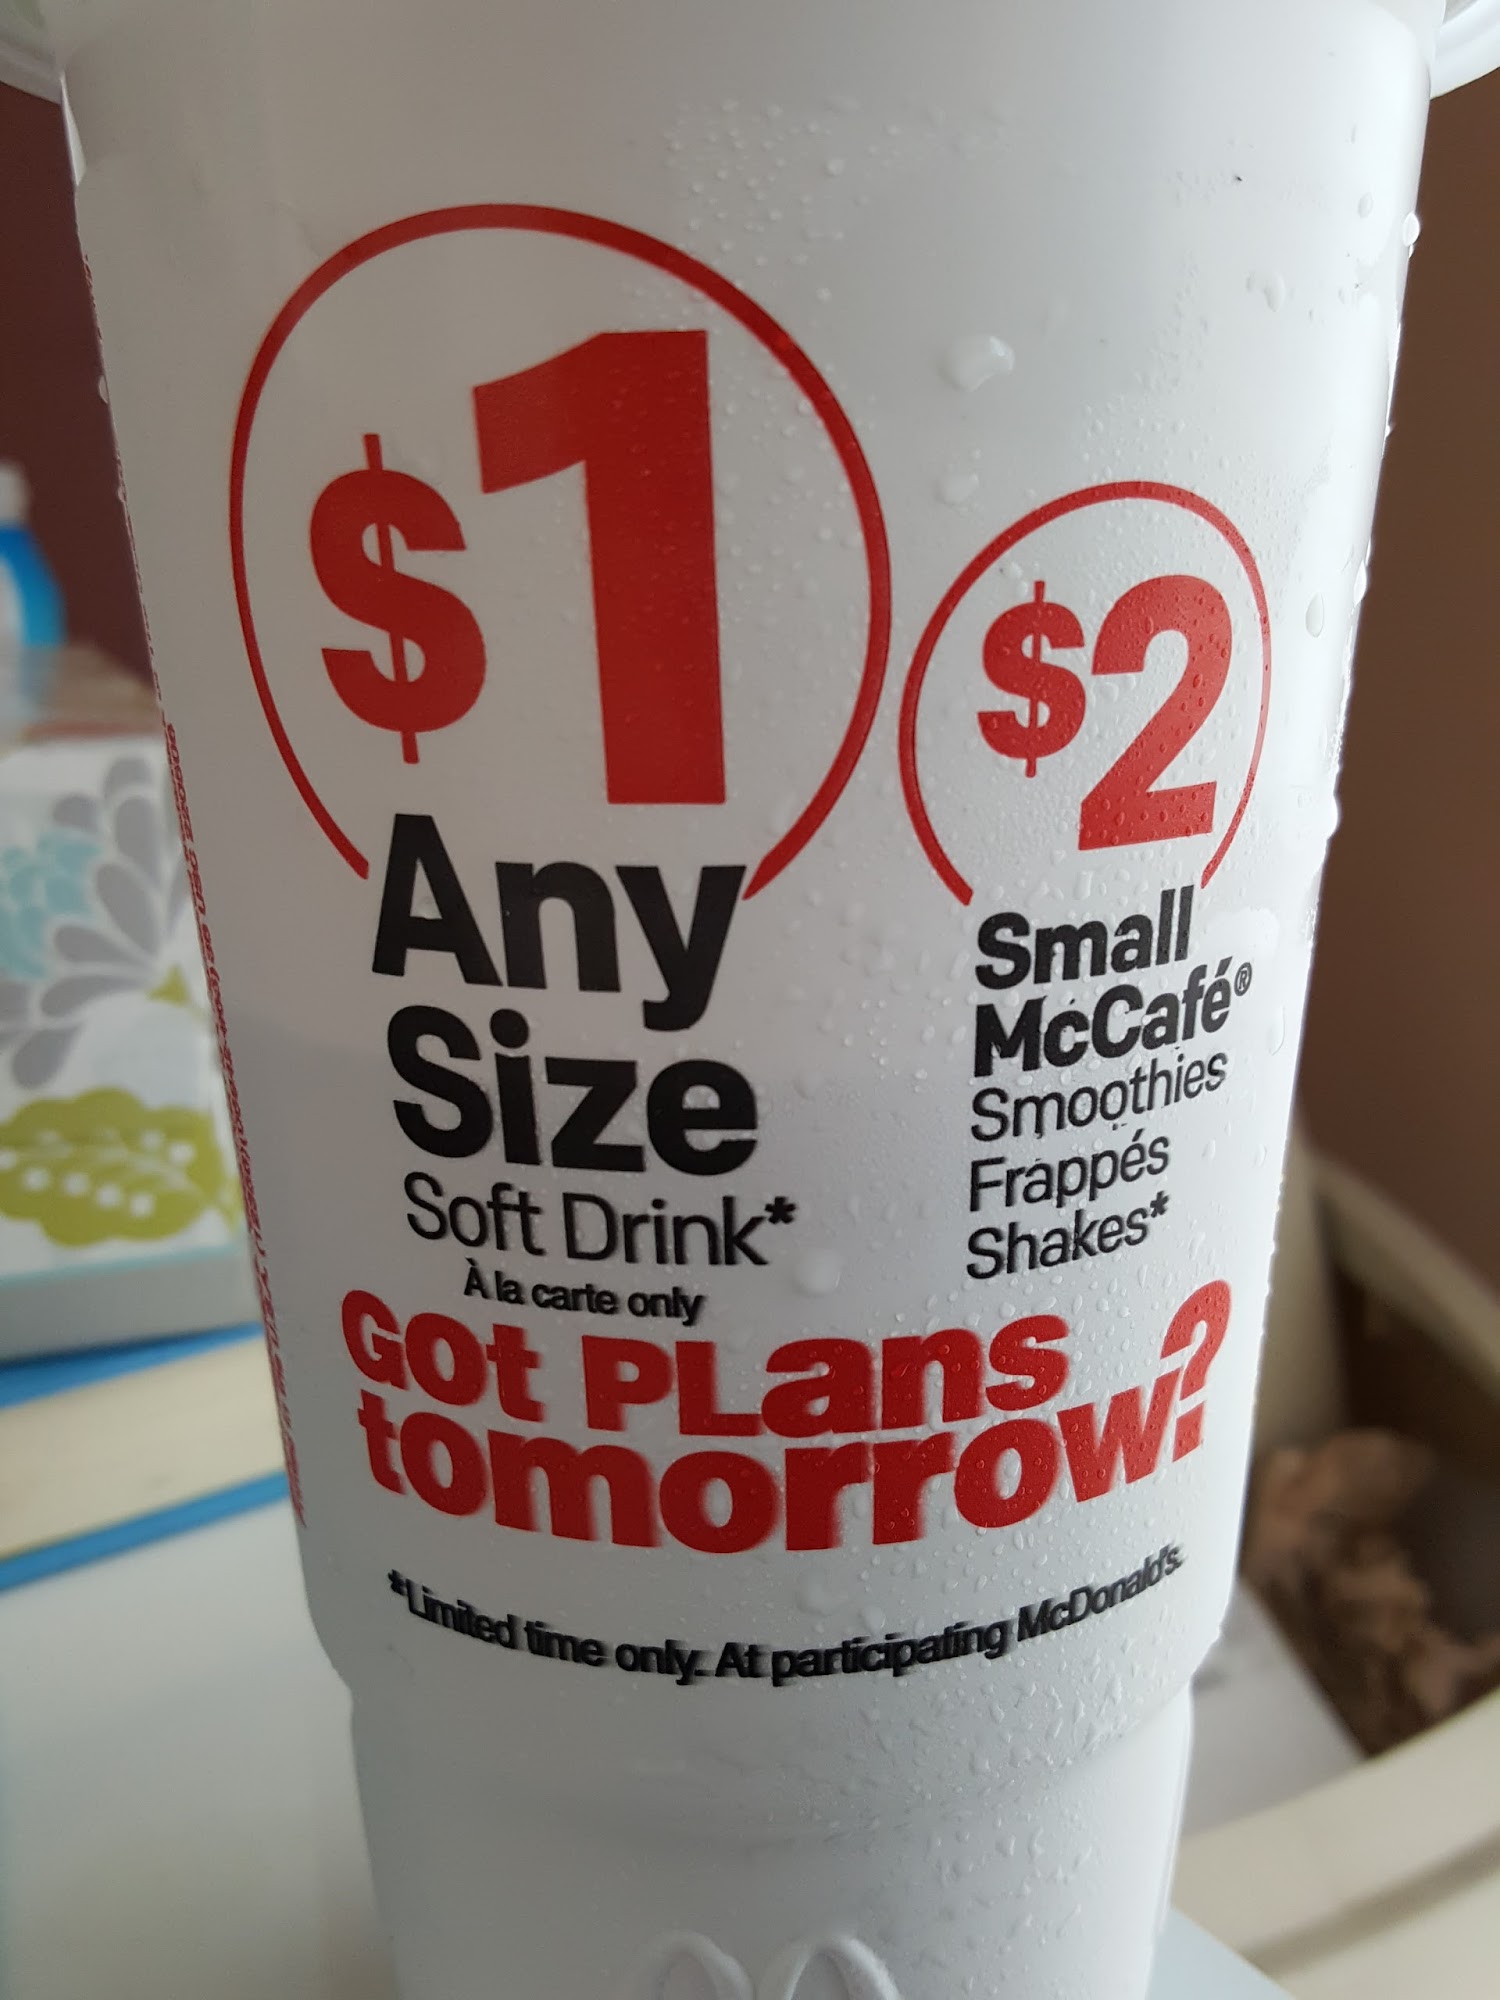 $1
Any
Size
Soft Drink*
À la carte only
$2
Small
McCafé®
Smoothies
Frappés
Shakes*
Got PLans
tomorrow?
*Limited time only. At participating McDonald's.